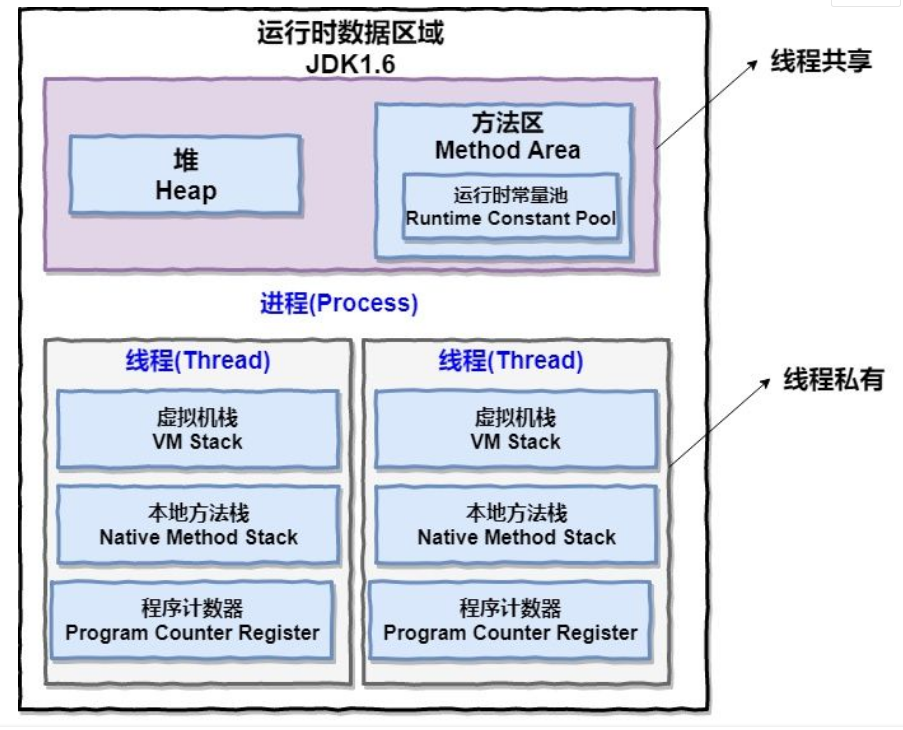 运行时数据区域
JDK1.6
线程共享
堆
Heap
方法区
Method Area
运行时常量池
Runtime Constant Pool
进程(Process)
线程(Thread)
虚拟机栈
VM Stack
本地方法栈
Native Method Stack
程序计数器
Program Counter Register
线程(Thread)
虚拟机栈
VM Stack
本地方法栈
Native Method Stack
程序计数器
Program Counter Register
线程私有